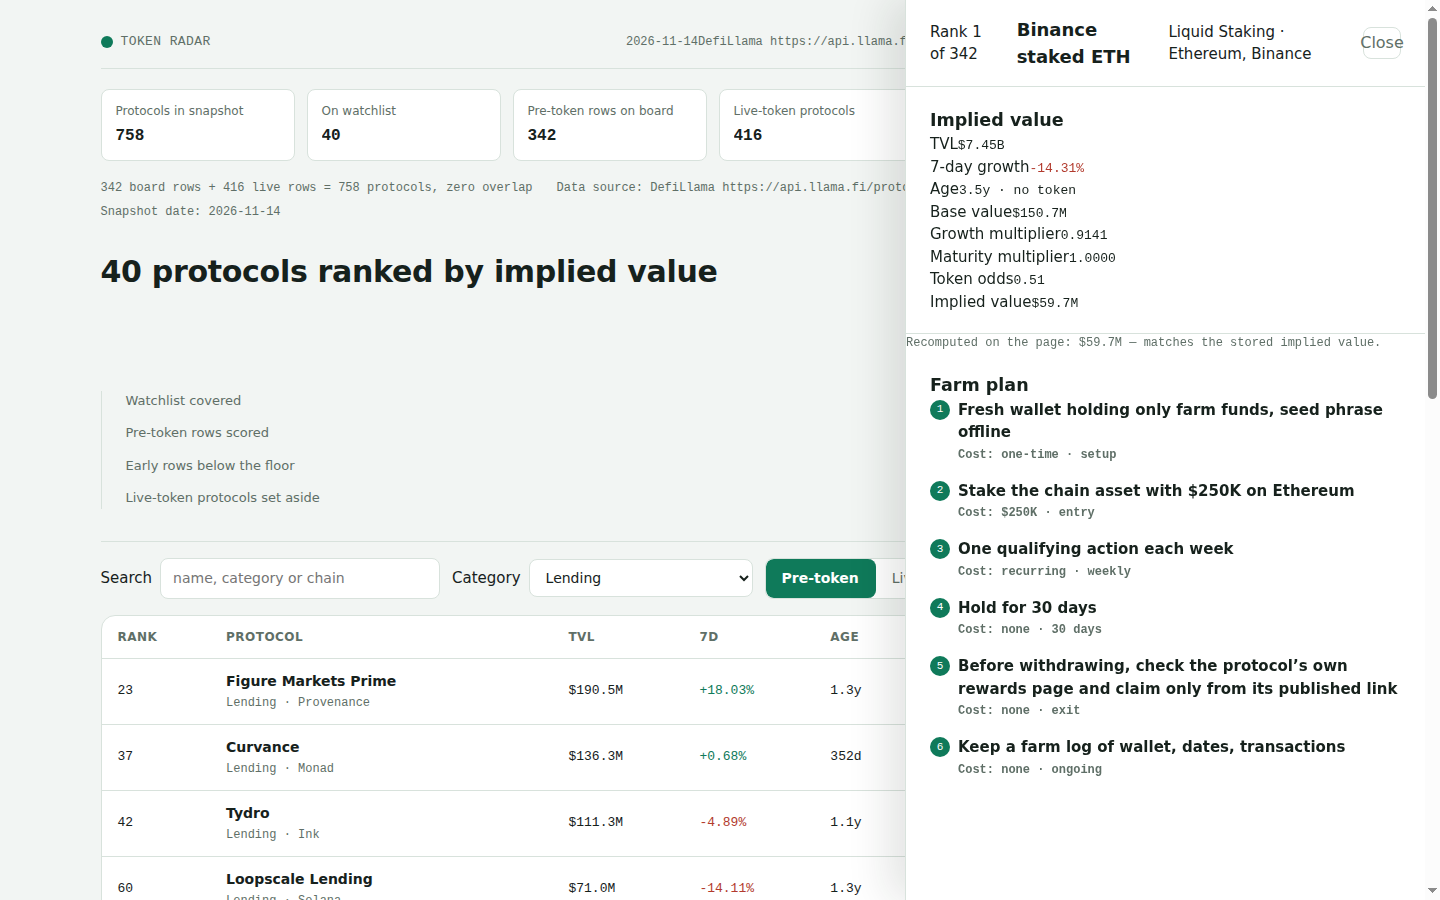 TOKEN RADAR
2026-11-14DefiLlama https://api.llama.f
Protocols in snapshot
758
On watchlist
40
Pre-token rows on board
342
Live-token protocols
416
342 board rows + 416 live rows = 758 protocols, zero overlap
Data source: DefiLlama https://api.llama.fi/proto
Snapshot date: 2026-11-14
40 protocols ranked by implied value
Watchlist covered
Pre-token rows scored
Early rows below the floor
Live-token protocols set aside
Search
name, category or chain
Category
Lending
Pre-token
Li
RANK PROTOCOL TVL 7D AGE
23 Figure Markets Prime $190.5M +18.03% 1.3y
Lending · Provenance
37 Curvance $136.3M +0.68% 352d
Lending · Monad
42 Tydro $111.3M -4.89% 1.1y
Lending · Ink
60 Loopscale Lending $71.0M -14.11% 1.3y
Lending · Solana
Rank 1
of 342
Binance
staked ETH
Liquid Staking ·
Ethereum, Binance
Close
Implied value
TVL$7.45B
7-day growth-14.31%
Age3.5y · no token
Base value$150.7M
Growth multiplier0.9141
Maturity multiplier1.0000
Token odds0.51
Implied value$59.7M
Recomputed on the page: $59.7M — matches the stored implied value.
Farm plan
1 Fresh wallet holding only farm funds, seed phrase
offline
Cost: one-time · setup
2 Stake the chain asset with $250K on Ethereum
Cost: $250K · entry
3 One qualifying action each week
Cost: recurring · weekly
4 Hold for 30 days
Cost: none · 30 days
5 Before withdrawing, check the protocol’s own
rewards page and claim only from its published link
Cost: none · exit
6 Keep a farm log of wallet, dates, transactions
Cost: none · ongoing